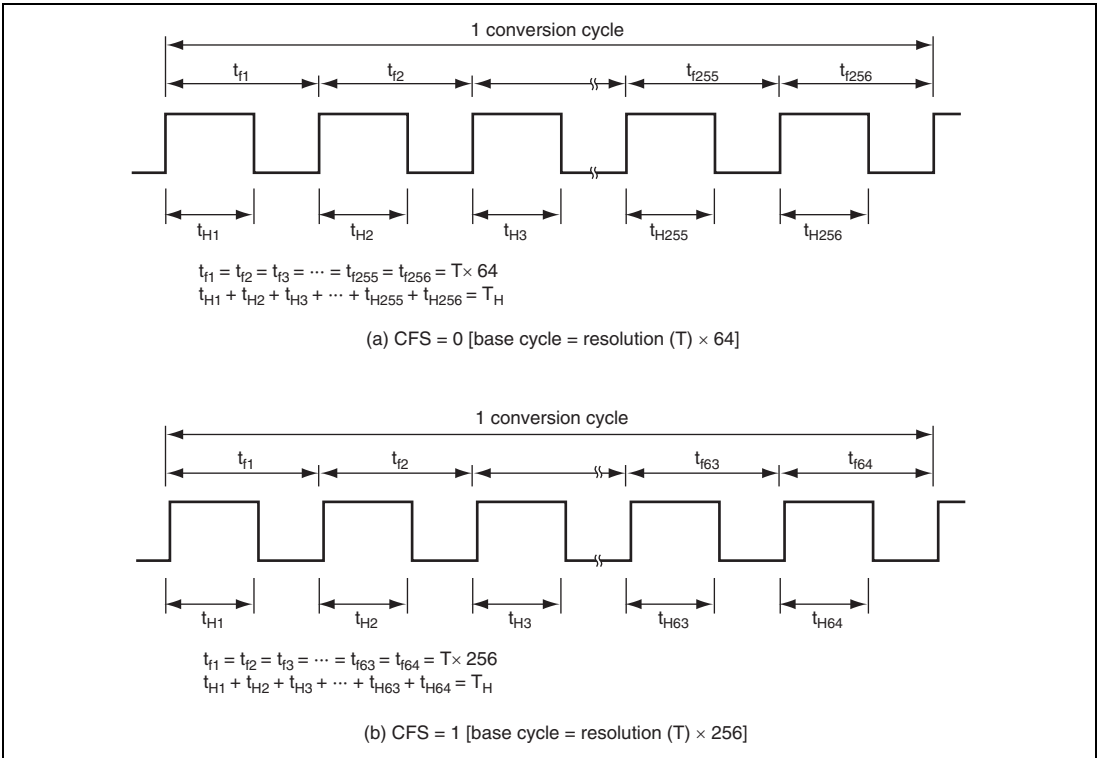 1 conversion cycle
tf1 tf2 tf255 tf256
tH1 tH2 tH3 tH255 tH256
tf1 = tf2 = tf3 = ··· = tf255 = tf256 = T× 64
tH1 + tH2 + tH3 + ··· + tH255 + tH256 = TH
(a) CFS = 0 [base cycle = resolution (T) × 64]
1 conversion cycle
tf1 tf2 tf63 tf64
tH1 tH2 tH3 tH63 tH64
tf1 = tf2 = tf3 = ··· = tf63 = tf64 = T× 256
tH1 + tH2 + tH3 + ··· + tH63 + tH64 = TH
(b) CFS = 1 [base cycle = resolution (T) × 256]